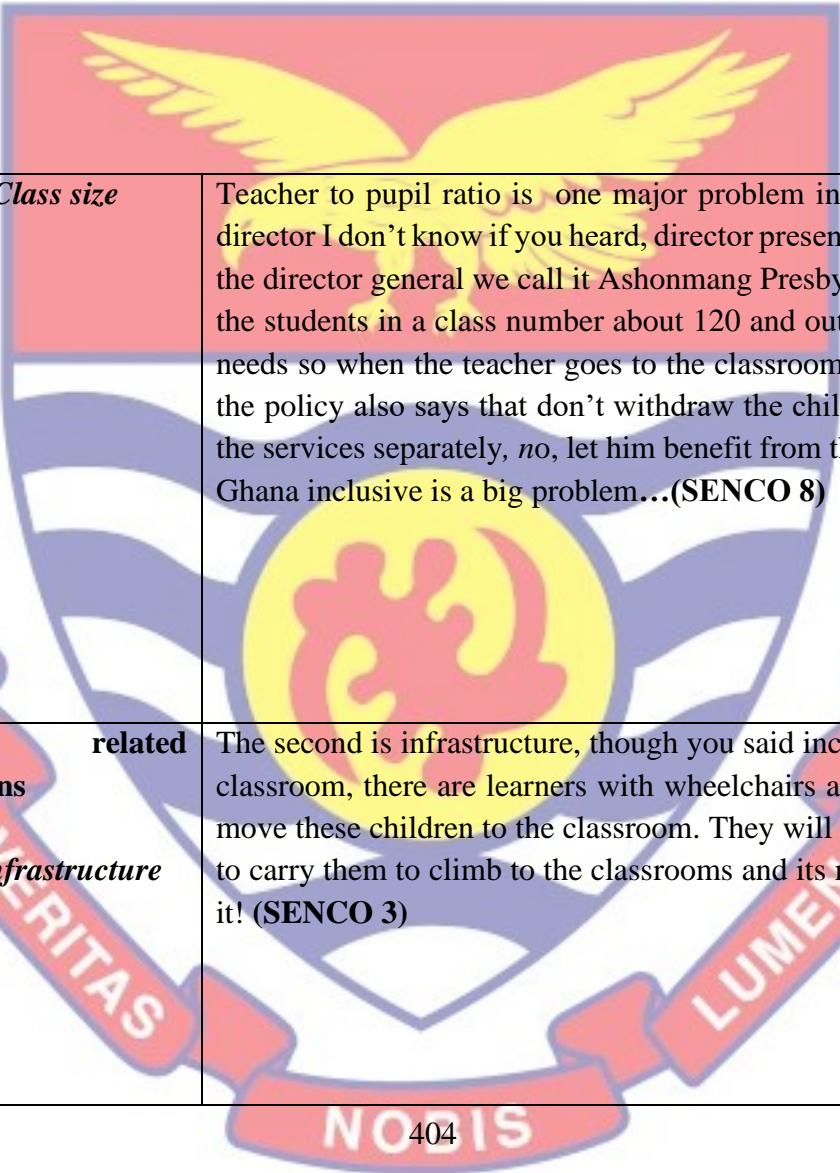 Class size
Teacher to pupil ratio is one major problem in
director I don’t know if you heard, director presen
the director general we call it Ashonmang Presby
the students in a class number about 120 and out
needs so when the teacher goes to the classroom
the policy also says that don’t withdraw the chil
the services separately, no, let him benefit from t
Ghana inclusive is a big problem…(SENCO 8)
related
ns
nfrastructure
The second is infrastructure, though you said inc
classroom, there are learners with wheelchairs a
move these children to the classroom. They will
to carry them to climb to the classrooms and its
it! (SENCO 3)
VERITAS
NOBIS
LUMEN
404